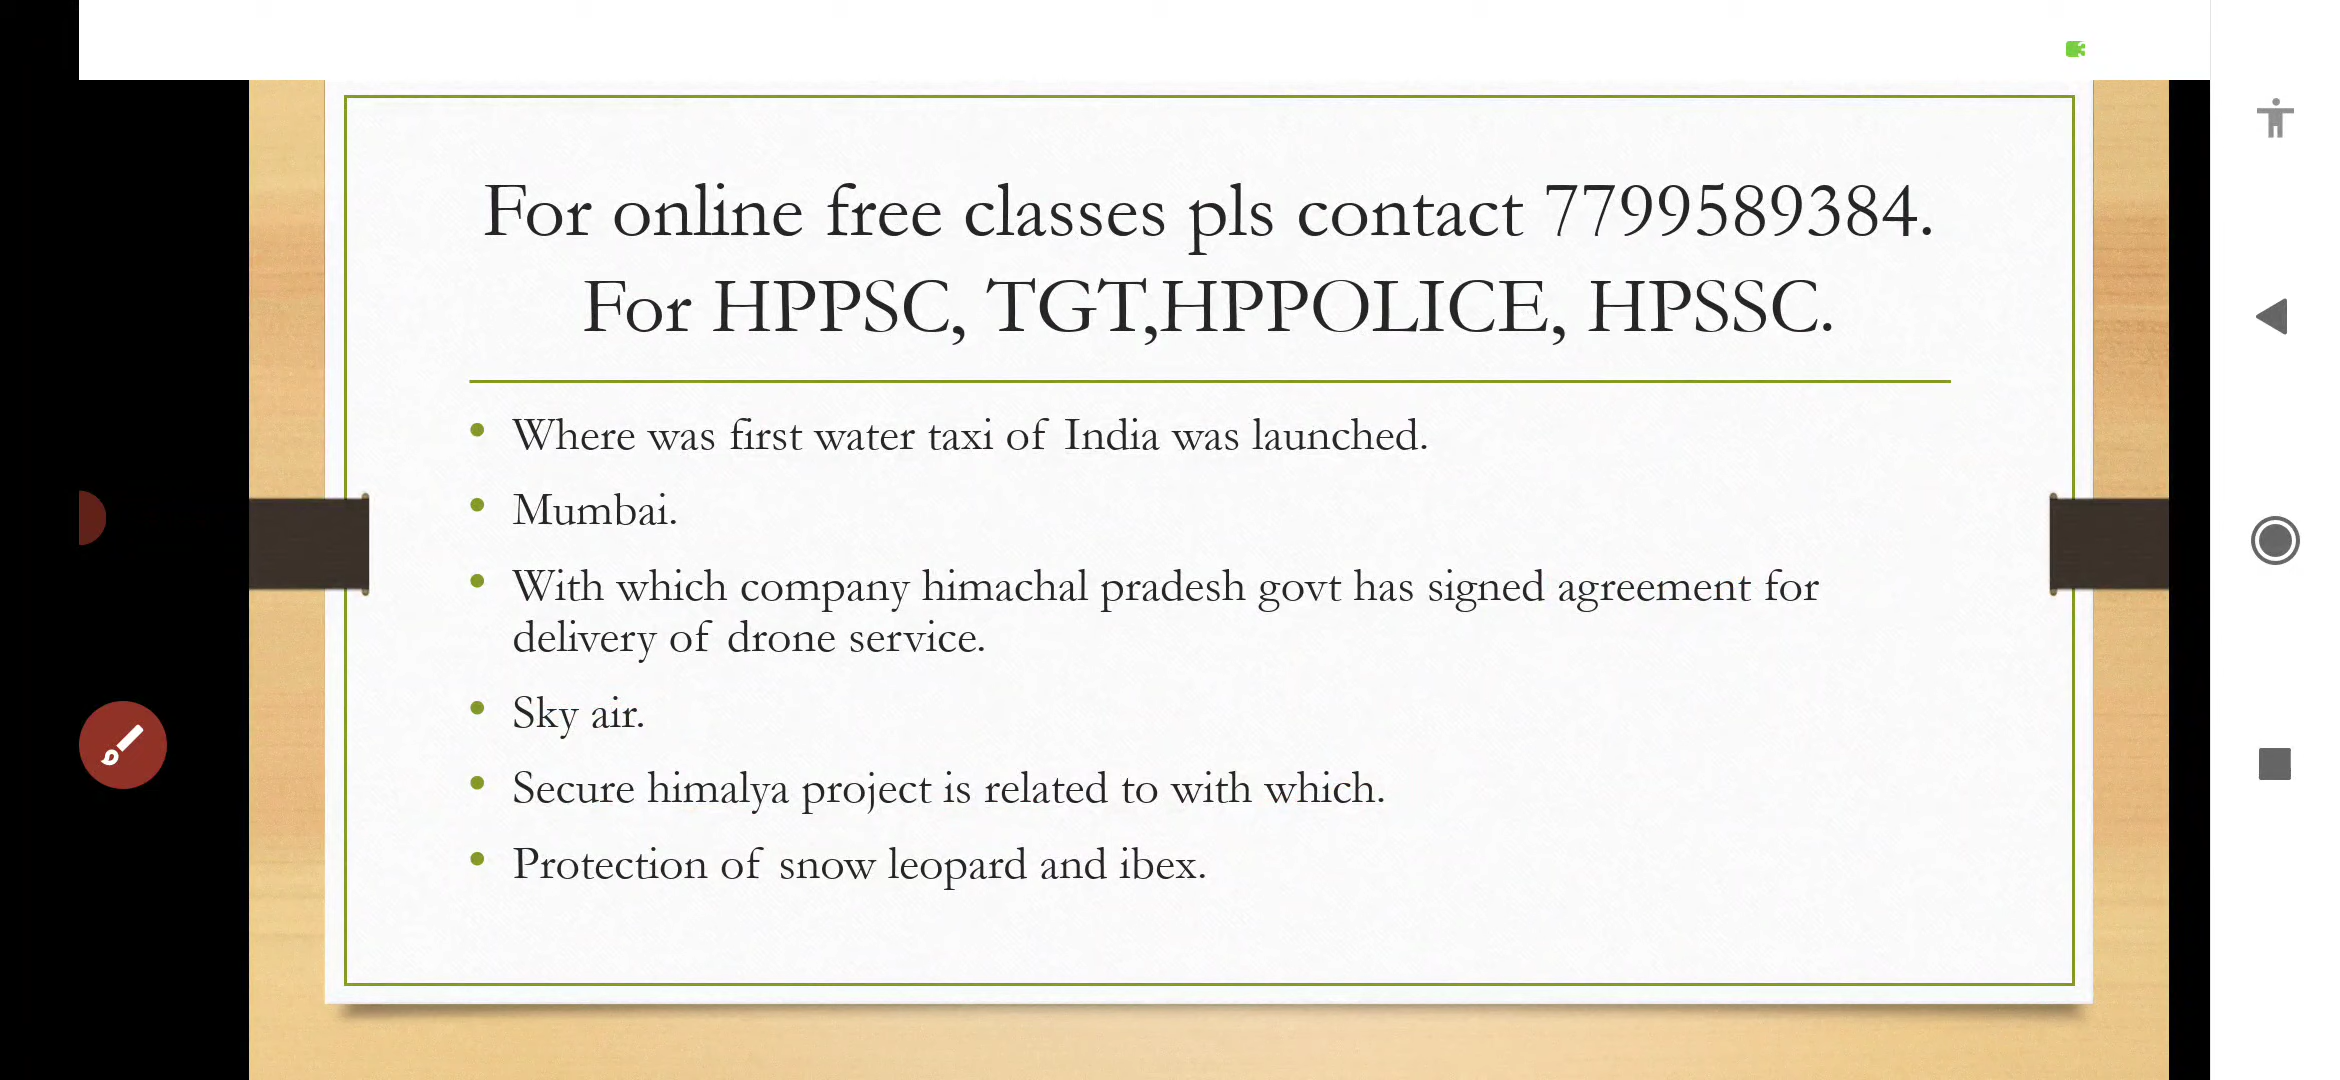 For online free classes pls contact 7799589384.
For HPPSC, TGT,HPPOLICE, HPSSC.
• Where was first water taxi of India was launched.
• Mumbai.
• With which company himachal pradesh govt has signed agreement for
delivery of drone service.
• Sky air.
• Secure himalya project is related to with which.
• Protection of snow leopard and ibex.